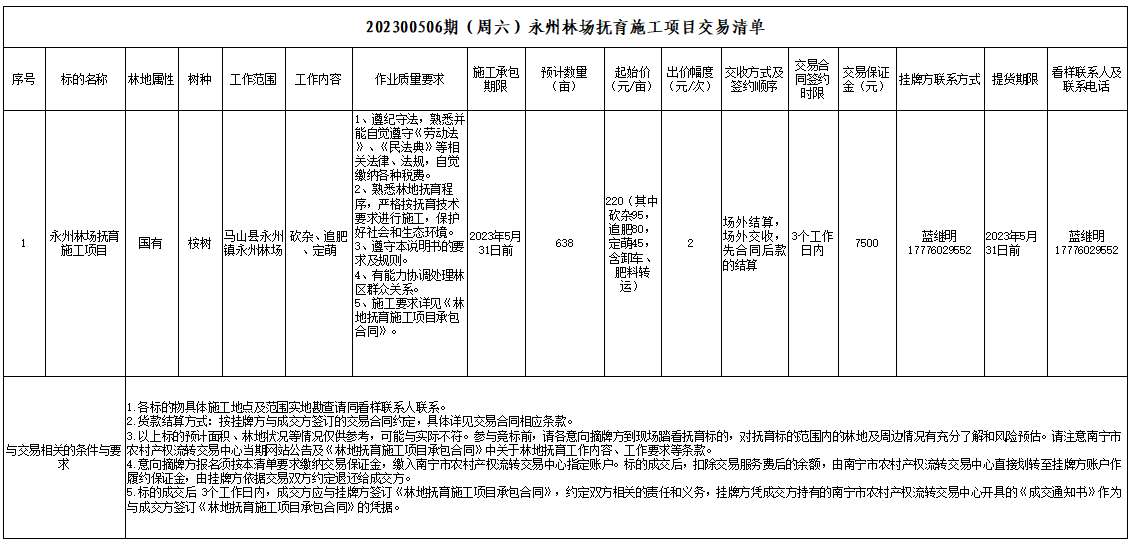 202300506期（周六）永州林场抚育施工项目交易清单
序号
标的名称
林地属性
树种
工作范围
工作内容
作业质量要求
施工承包
期限
预计数量
（亩）
起始价
（元/亩）
出价幅度
（元/次）
交收方式及
签约顺序
交易合
同签约
时限
交易保证
金（元）
挂牌方联系方式
提货期限
看样联系人及
联系电话
1
永州林场抚育
施工项目
国有
桉树
马山县永州
镇永州林场
砍杂、追肥
、定萌
1、遵纪守法，熟悉并
能自觉遵守《劳动法
》、《民法典》等相
关法律、法规，自觉
缴纳各种税费。
2、熟悉林地抚育程
序，严格按抚育技术
要求进行施工，保护
好社会和生态环境。
3、遵守本说明书的要
求及规则。
4、有能力协调处理林
区群众关系。
5、施工要求详见《林
地抚育施工项目承包
合同》。
2023年5月
31日前
638
220（其中
砍杂95，
追肥80，
定萌45，
含卸车、
肥料转
运）
2
场外结算，
场外交收，
先合同后款
的结算
3个工作
日内
7500
蓝继明
17776029552
2023年5月
31日前
蓝继明
17776029552
与交易相关的条件与要
求
1.各标的物具体施工地点及范围实地勘查请同看样联系人联系。
2.货款结算方式：按挂牌方与成交方签订的交易合同约定，具体详见交易合同相应条款。
3.以上标的预计面积、林地状况等情况仅供参考，可能与实际不符。参与竞标前，请各意向摘牌方到现场踏看抚育标的，对抚育标的范围内的林地及周边情况有充分了解和风险预估。请注意南宁市
农村产权流转交易中心当期网站公告及《林地抚育施工项目承包合同》中关于林地抚育工作内容、工作要求等条款。
4.意向摘牌方报名须按本清单要求缴纳交易保证金，缴入南宁市农村产权流转交易中心指定账户。标的成交后，扣除交易服务费后的余额，由南宁市农村产权流转交易中心直接划转至挂牌方账户作
履约保证金，由挂牌方依据交易双方约定退还给成交方。
5.标的成交后 3个工作日内，成交方应与挂牌方签订《林地抚育施工项目承包合同》，约定双方相关的责任和义务，挂牌方凭成交方持有的南宁市农村产权流转交易中心开具的《成交通知书》作为
与成交方签订《林地抚育施工项目承包合同》的凭据。